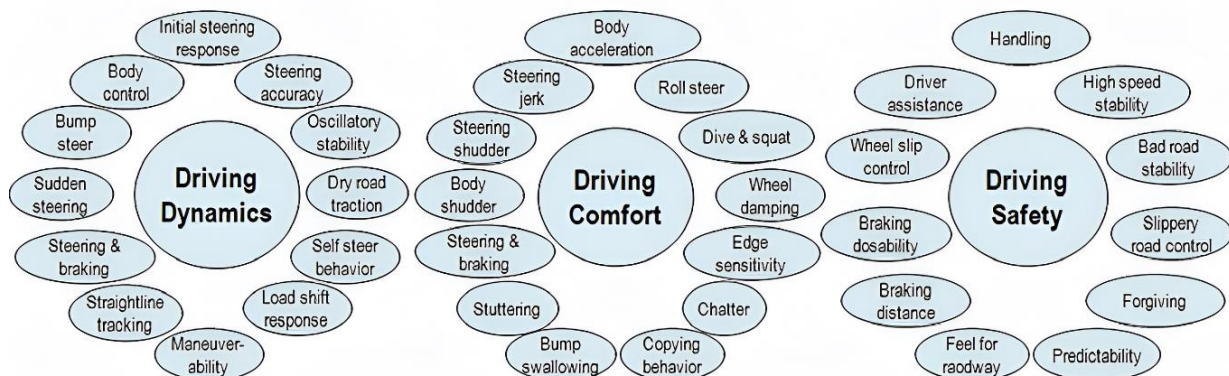 Initial steering
response
Body
control
Steering
accuracy
Bump
steer
Oscillatory
stability
Sudden
steering
Driving
Dynamics
Dry road
traction
Steering &
braking
Self steer
behavior
Straightline
tracking
Load shift
response
Maneuver-
ability
Body
acceleration
Steering
jerk
Roll steer
Steering
shudder
Dive & squat
Body
shudder
Driving
Comfort
Wheel
damping
Steering &
braking
Edge
sensitivity
Stuttering
Chatter
Bump
swallowing
Copying
behavior
Handling
Driver
assistance
High speed
stability
Wheel slip
control
Bad road
stability
Driving
Safety
Braking
dosability
Slippery
road control
Braking
distance
Forgiving
Feel for
raodway
Predictability